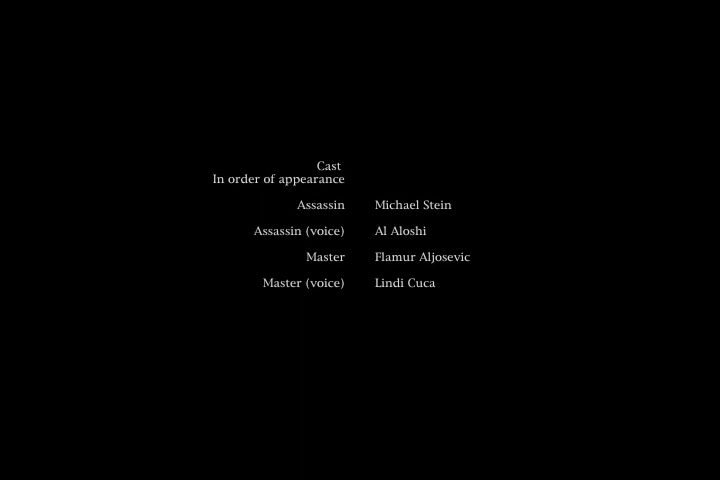 Cast
In order of appearance
Assassin Michael Stein
Assassin (voice) Al Aloshi
Master Flamur Aljosevic
Master (voice) Lindi Cuca